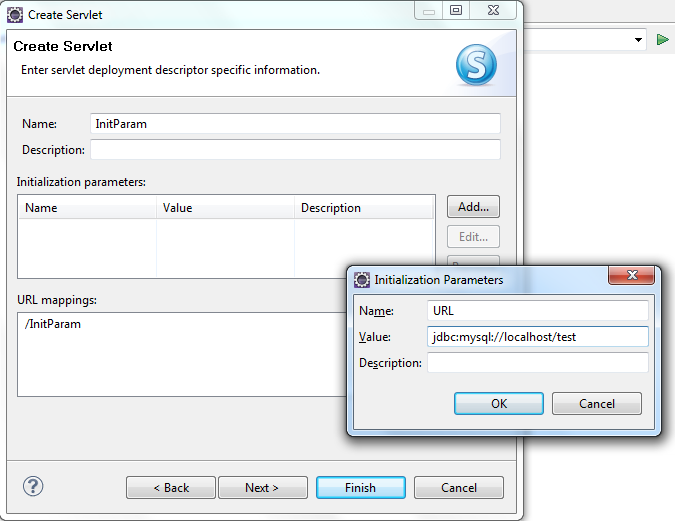 Create Servlet
Create Servlet
Enter servlet deployment descriptor specific information.
S
Name: InitParam
Description:
Initialization parameters:
Name Value Description
Add...
Edit...
URL mappings:
/InitParam
Initialization Parameters
Name: URL
Value: jdbc:mysql://localhost/test
Description:
OK Cancel
? < Back Next > Finish Cancel